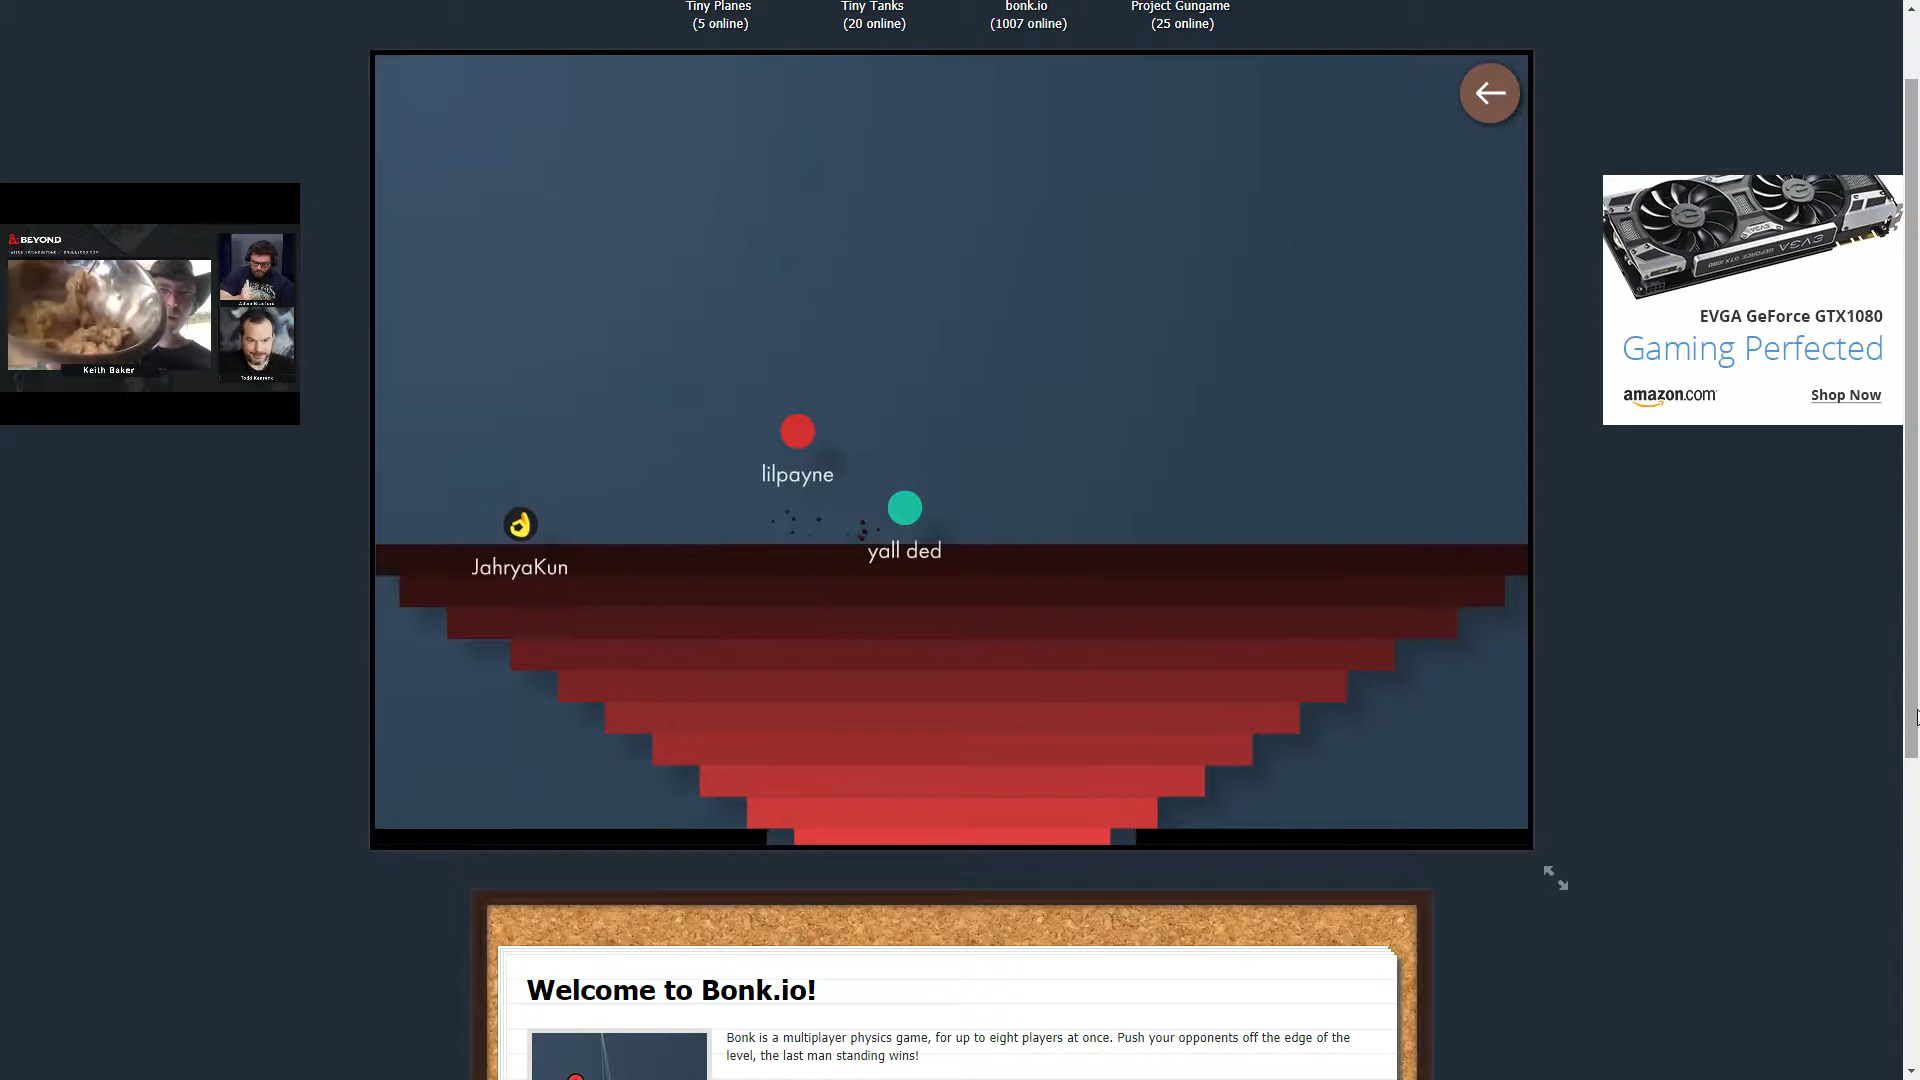 Tiny Planes
(5 online)
Tiny Tanks
(20 online)
bonk.io
(1007 online)
Project Gungame
(25 online)
BEYOND
Keith Baker
Todd Kenreck
lilpayne
yall ded
JahryaKun
EVGA
EVGA GeForce GTX1080
Gaming Perfected
amazon.com
Shop Now
Welcome to Bonk.io!
Bonk is a multiplayer physics game, for up to eight players at once. Push your opponents off the edge of the
level, the last man standing wins!